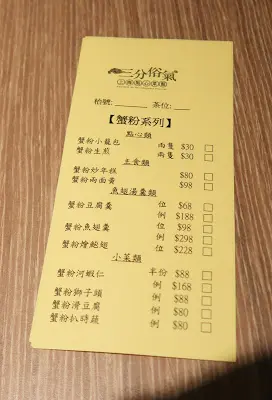 三分俗氣
枱號:______ 茶位:____
【蟹粉系列】
點心類
蟹粉小籠包 兩隻 $30 □
蟹粉生煎 兩隻 $30 □
主食類
蟹粉炒年糕 $80 □
蟹粉兩面黃 $98 □
魚翅湯羹類
蟹粉豆腐羹 位 $68 □
例 $188 □
蟹粉魚翅羹 位 $98 □
例 $298 □
蟹粉燴鮑翅 位 $228 □
小菜類
蟹粉河蝦仁 半份 $88 □
例 $168 □
蟹粉獅子頭 例 $88 □
蟹粉滑豆腐 例 $80 □
蟹粉扒時蔬 例 $80 □